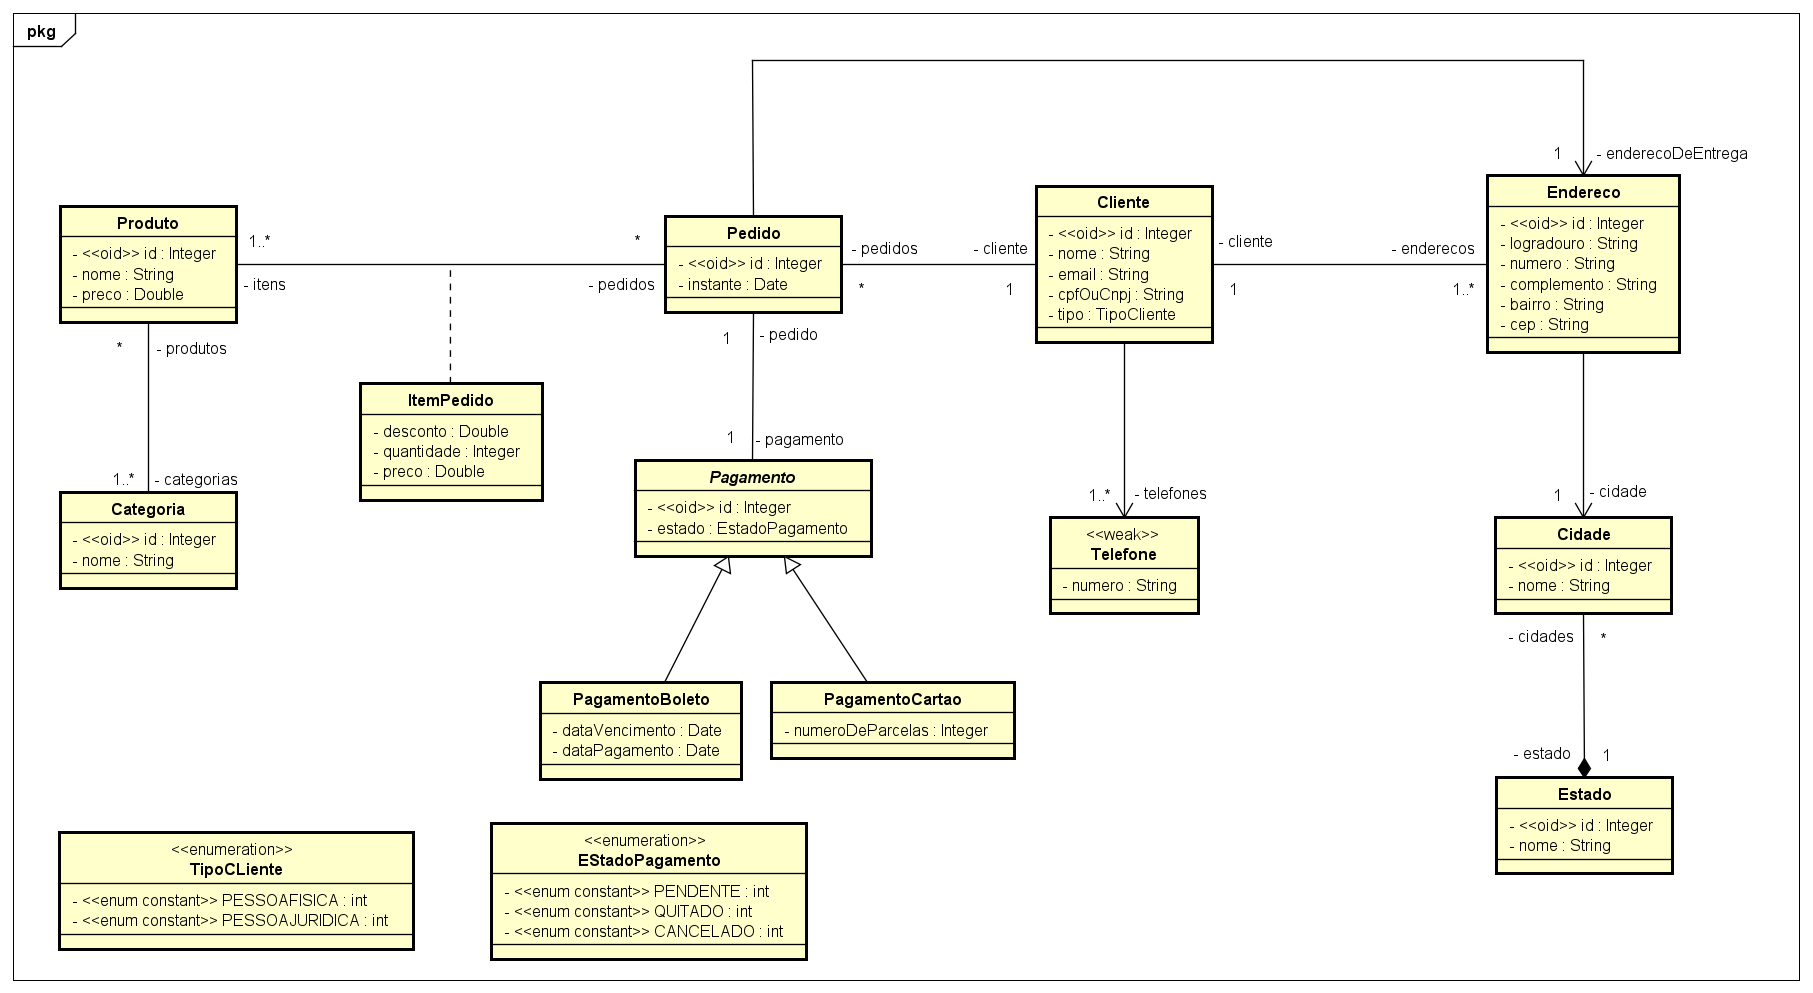 pkg
1
- enderecoDeEntrega
Produto
- <<oid>> id : Integer
- nome : String
- preco : Double
1..*
- itens
*
- pedidos
Pedido
- <<oid>> id : Integer
- instante : Date
- pedidos
*
- cliente
1
Cliente
- <<oid>> id : Integer
- nome : String
- email : String
- cpfOuCnpj : String
- tipo : TipoCliente
- cliente
1
- enderecos
1..*
Endereco
- <<oid>> id : Integer
- logradouro : String
- numero : String
- complemento : String
- bairro : String
- cep : String
*
- produtos
1
- pedido
ItemPedido
- desconto : Double
- quantidade : Integer
- preco : Double
1
- pagamento
1..*
- categorias
Categoria
- <<oid>> id : Integer
- nome : String
Pagamento
- <<oid>> id : Integer
- estado : EstadoPagamento
1..*
- telefones
<<weak>>
Telefone
- numero : String
1
- cidade
Cidade
- <<oid>> id : Integer
- nome : String
- cidades
*
PagamentoBoleto
- dataVencimento : Date
- dataPagamento : Date
PagamentoCartao
- numeroDeParcelas : Integer
- estado
1
Estado
- <<oid>> id : Integer
- nome : String
<<enumeration>>
TipoCLiente
- <<enum constant>> PESSOAFISICA : int
- <<enum constant>> PESSOAJURIDICA : int
<<enumeration>>
EStadoPagamento
- <<enum constant>> PENDENTE : int
- <<enum constant>> QUITADO : int
- <<enum constant>> CANCELADO : int